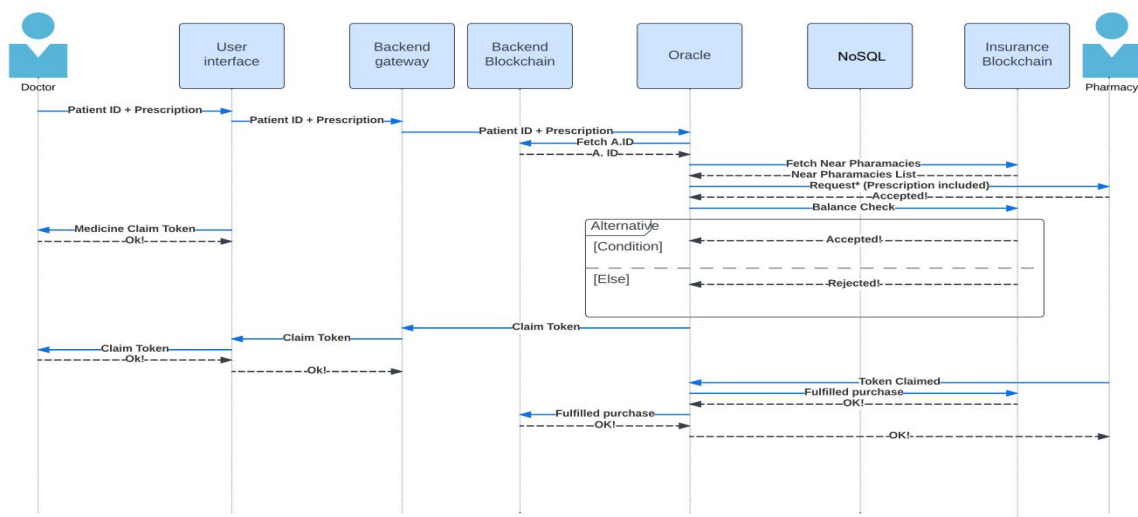 Doctor
User
interface
Backend
gateway
Backend
Blockchain
Oracle
NoSQL
Insurance
Blockchain
Pharmacy
Patient ID + Prescription
Patient ID + Prescription
Patient ID + Prescription
Fetch A.ID
A. ID
Fetch Near Pharamacies
Near Pharamacies List
Request* (Prescription included)
Accepted!
Balance Check
Alternative
Medicine Claim Token
Ok!
[Condition]
Accepted!
[Else]
Rejected!
Claim Token
Claim Token
Claim Token
Ok!
Ok!
Token Claimed
Fulfilled purchase
OK!
Fulfilled purchase
OK!
OK!